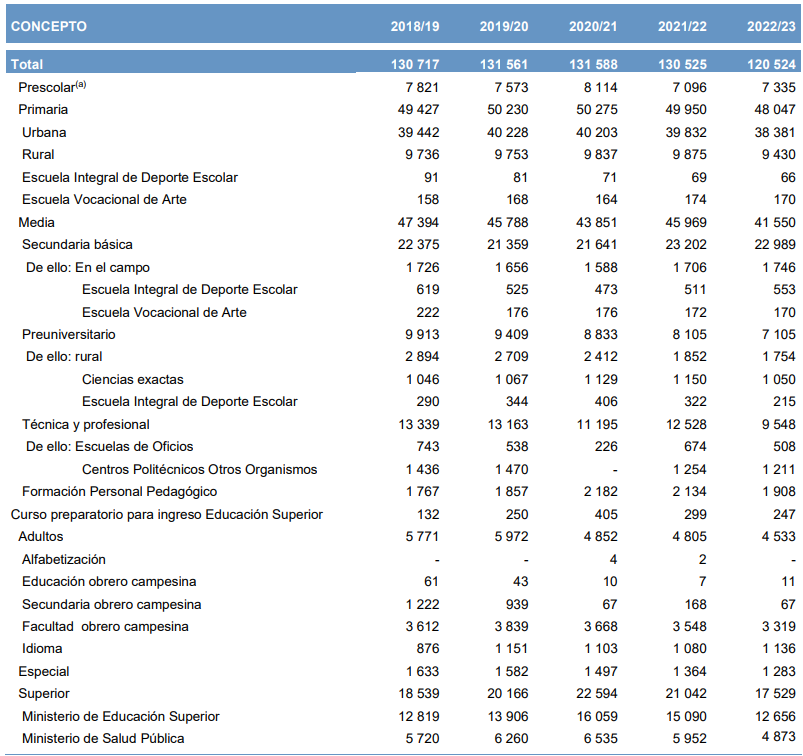 CONCEPTO 2018/19 2019/20 2020/21 2021/22 2022/23
Total 130 717 131 561 131 588 130 525 120 524
Prescolar(a) 7 821 7 573 8 114 7 096 7 335
Primaria 49 427 50 230 50 275 49 950 48 047
Urbana 39 442 40 228 40 203 39 832 38 381
Rural 9 736 9 753 9 837 9 875 9 430
Escuela Integral de Deporte Escolar 91 81 71 69 66
Escuela Vocacional de Arte 158 168 164 174 170
Media 47 394 45 788 43 851 45 969 41 550
Secundaria básica 22 375 21 359 21 641 23 202 22 989
De ello: En el campo 1 726 1 656 1 588 1 706 1 746
Escuela Integral de Deporte Escolar 619 525 473 511 553
Escuela Vocacional de Arte 222 176 176 172 170
Preuniversitario 9 913 9 409 8 833 8 105 7 105
De ello: rural 2 894 2 709 2 412 1 852 1 754
Ciencias exactas 1 046 1 067 1 129 1 150 1 050
Escuela Integral de Deporte Escolar 290 344 406 322 215
Técnica y profesional 13 339 13 163 11 195 12 528 9 548
De ello: Escuelas de Oficios 743 538 226 674 508
Centros Politécnicos Otros Organismos 1 436 1 470 - 1 254 1 211
Formación Personal Pedagógico 1 767 1 857 2 182 2 134 1 908
Curso preparatorio para ingreso Educación Superior 132 250 405 299 247
Adultos 5 771 5 972 4 852 4 805 4 533
Alfabetización - - 4 2 -
Educación obrero campesina 61 43 10 7 11
Secundaria obrero campesina 1 222 939 67 168 67
Facultad obrero campesina 3 612 3 839 3 668 3 548 3 319
Idioma 876 1 151 1 103 1 080 1 136
Especial 1 633 1 582 1 497 1 364 1 283
Superior 18 539 20 166 22 594 21 042 17 529
Ministerio de Educación Superior 12 819 13 906 16 059 15 090 12 656
Ministerio de Salud Pública 5 720 6 260 6 535 5 952 4 873